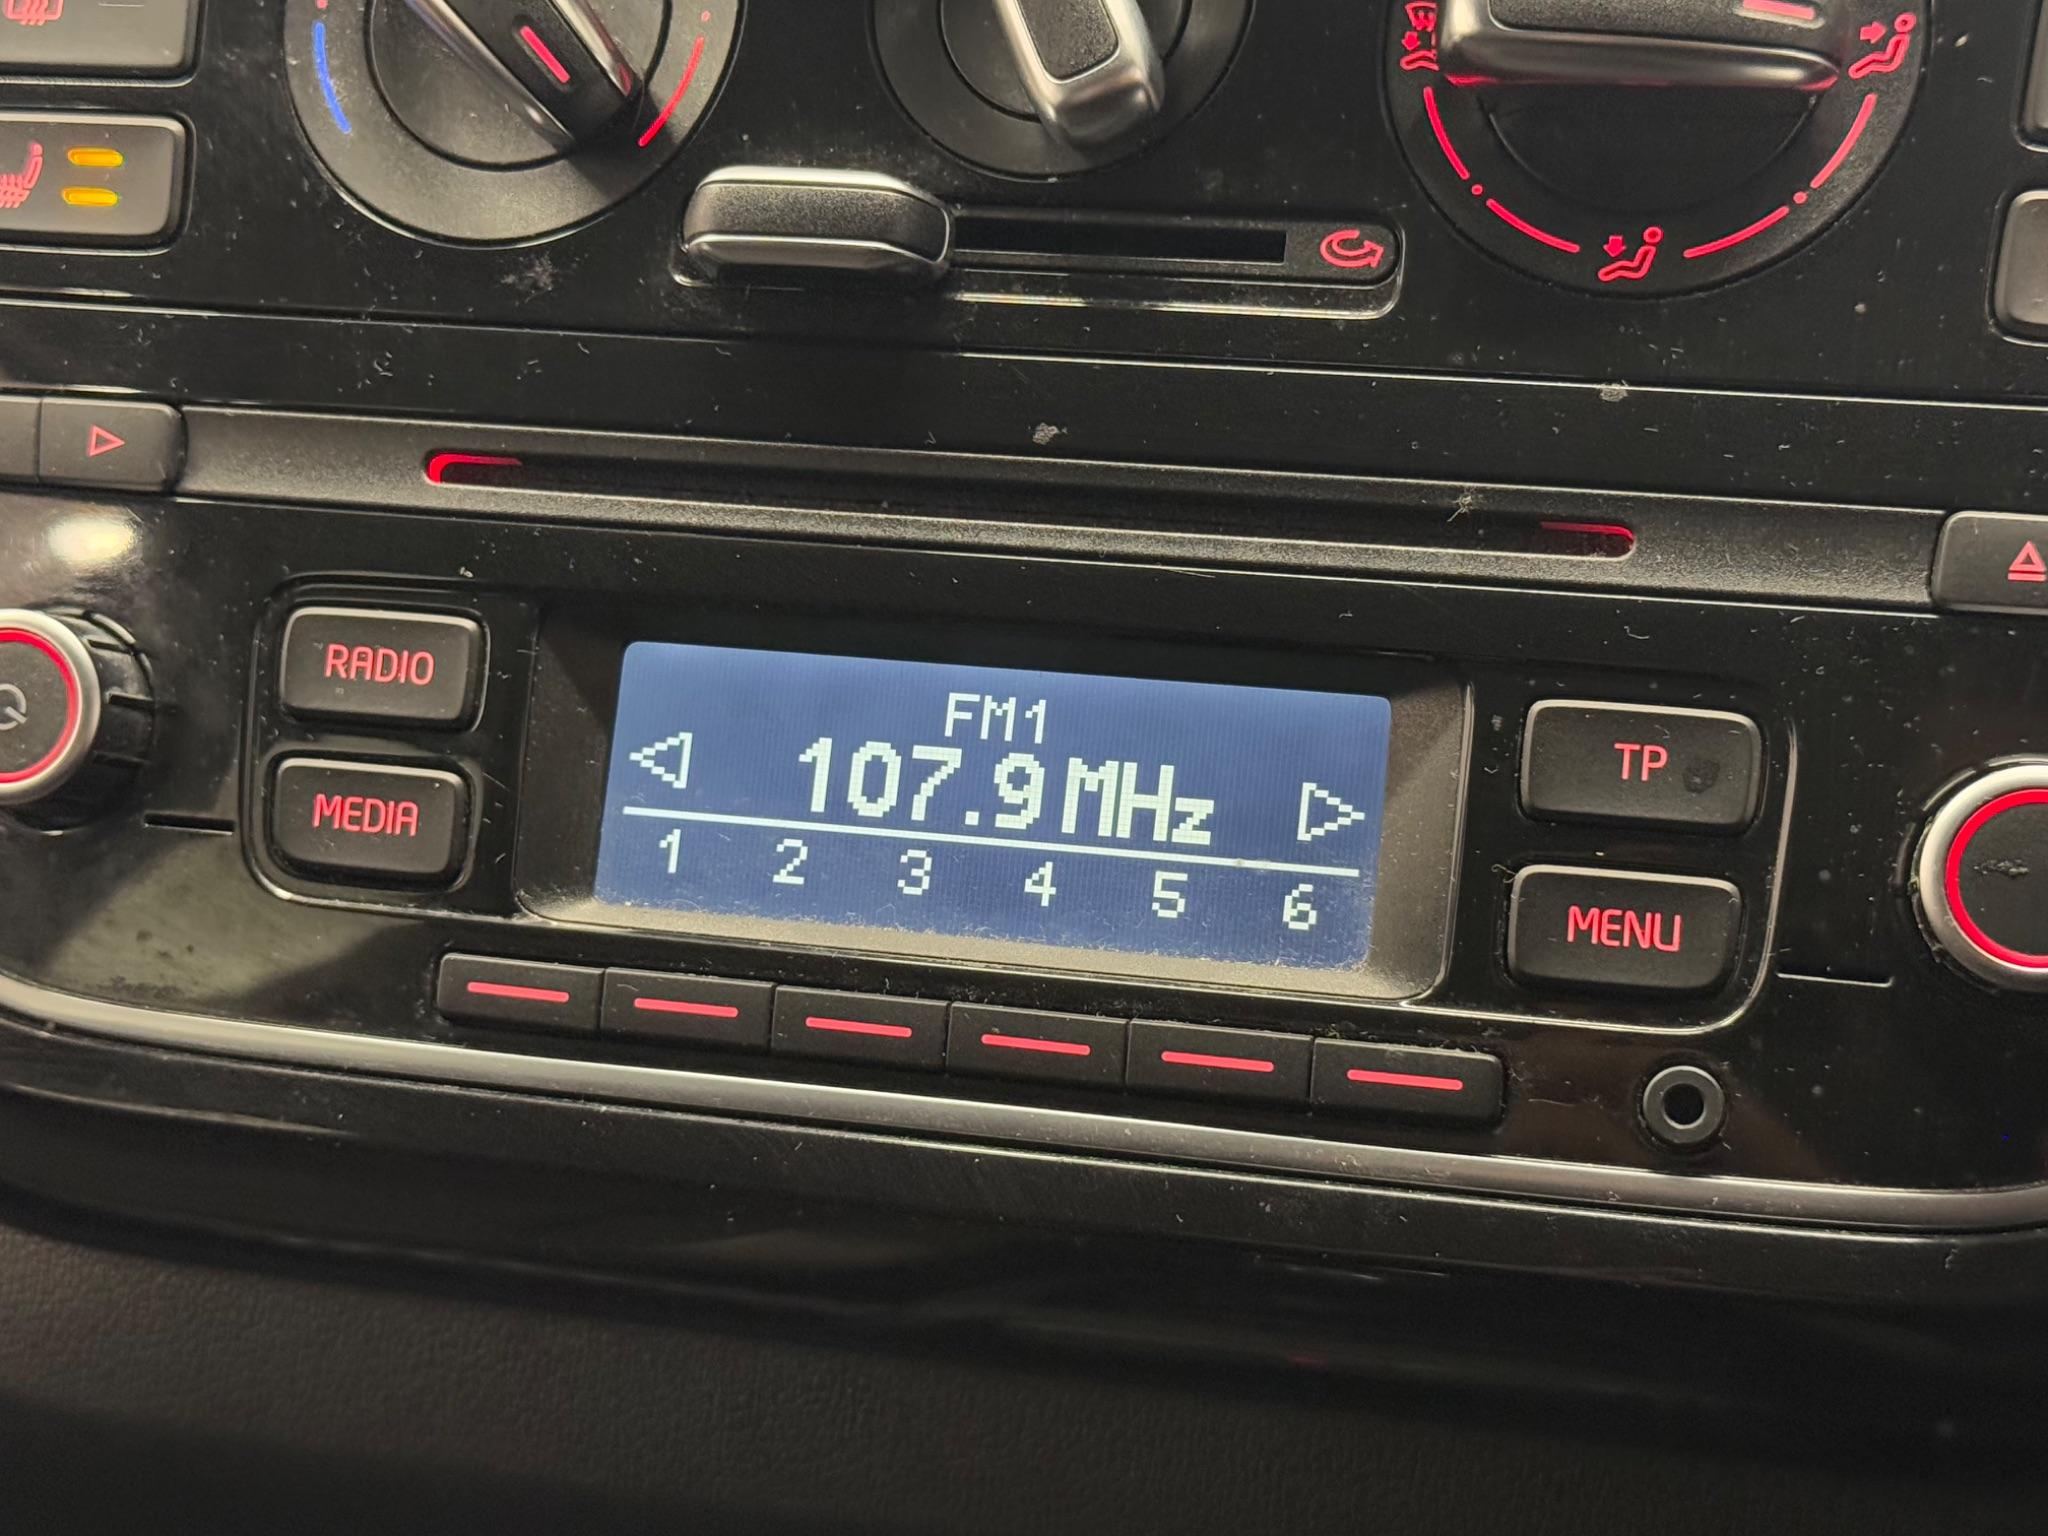 RADIO
MEDIA
FM1
107.9 MHz
1 2 3 4 5 6
TP
MENU